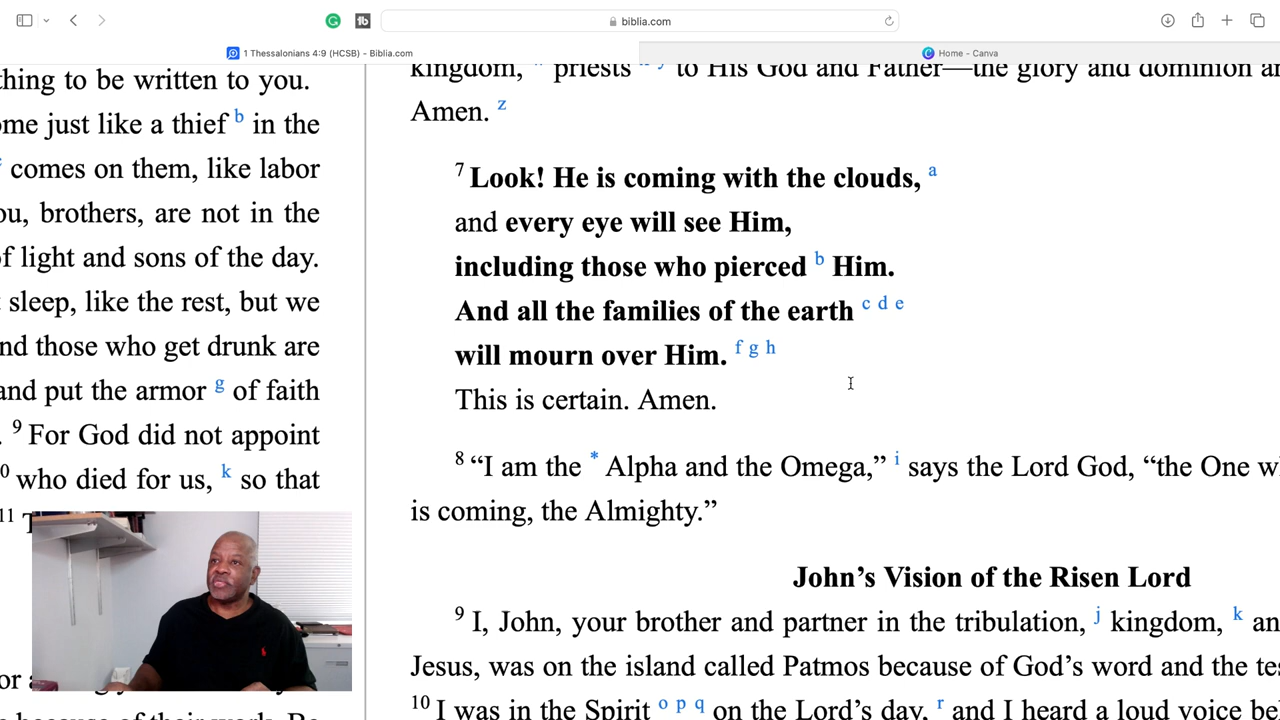 biblia.com
1 Thessalonians 4:9 (HCSB) - Biblia.com
Home - Canva
thing to be written to you.
ome just like a thief b in the
comes on them, like labor
ou, brothers, are not in the
of light and sons of the day.
sleep, like the rest, but we
nd those who get drunk are
and put the armor g of faith
. 9 For God did not appoint
10 who died for us, k so that
11
kingdom, priests to His God and Father—the glory and dominion
Amen. z
7 Look! He is coming with the clouds, a
and every eye will see Him,
including those who pierced b Him.
And all the families of the earth c d e
will mourn over Him. f g h
This is certain. Amen.
8 “I am the * Alpha and the Omega,” i says the Lord God, “the One
is coming, the Almighty.”
John’s Vision of the Risen Lord
9 I, John, your brother and partner in the tribulation, j kingdom, k
Jesus, was on the island called Patmos because of God’s word and the
10 I was in the Spirit o p q on the Lord’s day, r and I heard a loud voice